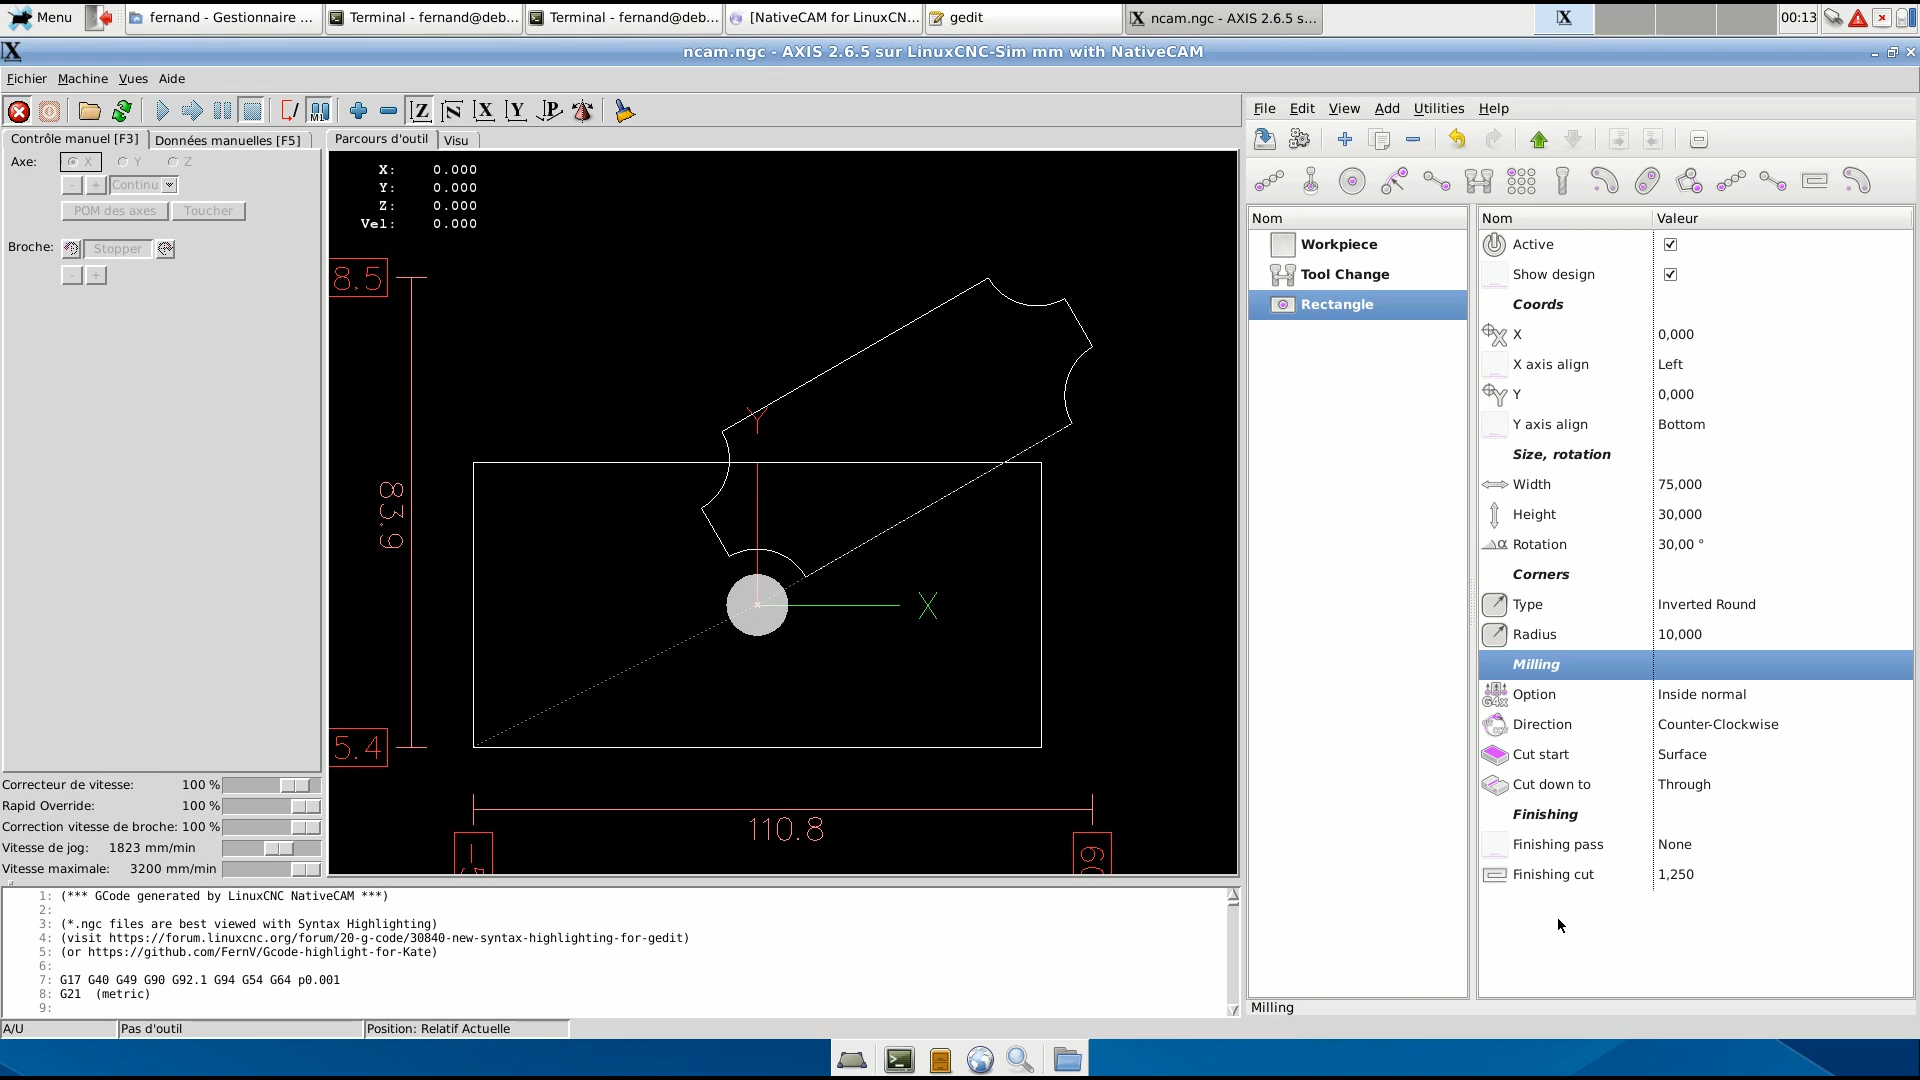 Menu
fernand - Gestionnaire ...
Terminal - fernand@deb...
Terminal - fernand@deb...
[NativeCAM for LinuxCN...
gedit
ncam.ngc - AXIS 2.6.5 s...
00:13
ncam.ngc - AXIS 2.6.5 sur LinuxCNC-Sim mm with NativeCAM
Fichier Machine Vues Aide
Contrôle manuel [F3]
Données manuelles [F5]
Axe: X Y Z
- + Continu
POM des axes Toucher
Broche: Stopper
- +
Correcteur de vitesse: 100 %
Rapid Override: 100 %
Correction vitesse de broche: 100 %
Vitesse de jog: 1823 mm/min
Vitesse maximale: 3200 mm/min
Parcours d'outil Visu
X: 0.000
Y: 0.000
Z: 0.000
Vel: 0.000
8.5
83.9
5.4
Y
X
110.8
File Edit View Add Utilities Help
Nom
Workpiece
Tool Change
Rectangle
Nom Valeur
Active
Show design
Coords
X 0,000
X axis align Left
Y 0,000
Y axis align Bottom
Size, rotation
Width 75,000
Height 30,000
Rotation 30,00 °
Corners
Type Inverted Round
Radius 10,000
Milling
Option Inside normal
Direction Counter-Clockwise
Cut start Surface
Cut down to Through
Finishing
Finishing pass None
Finishing cut 1,250
Milling
1: (*** GCode generated by LinuxCNC NativeCAM ***)
2:
3: (*.ngc files are best viewed with Syntax Highlighting)
4: (visit https://forum.linuxcnc.org/forum/20-g-code/30840-new-syntax-highlighting-for-gedit)
5: (or https://github.com/FernV/Gcode-highlight-for-Kate)
6:
7: G17 G40 G49 G90 G92.1 G94 G54 G64 p0.001
8: G21 (metric)
9:
A/U
Pas d'outil
Position: Relatif Actuelle